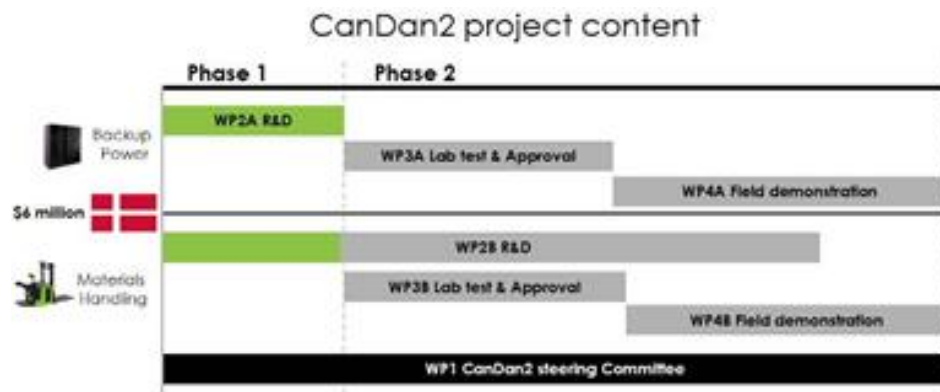 CanDan2 project content
Phase 1
Phase 2
WP2A R&D
Backup
Power
WP3A Lab test & Approval
WP4A Field demonstration
$6 million
WP2B R&D
Materials
Handling
WP3B Lab test & Approval
WP4B Field demonstration
WP1 CanDan2 steering Committee